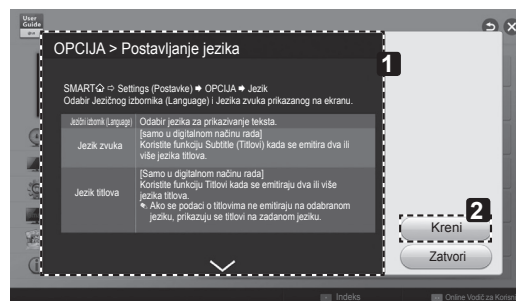 User
Guide
OPCIJA > Postavljanje jezika
1
SMART ⇨ Settings (Postavke) ➡ OPCIJA ➡ Jezik
Odabir Jezičnog izbornika (Language) i Jezika zvuka prikazanog na ekranu.
Jezični izbornik (Language) Odabir jezika za prikazivanje teksta.
Jezik zvuka
[samo u digitalnom načinu rada]
Koristite funkciju Subtitle (Titlovi) kada se emitira dva ili
više jezika titlova.
Jezik titlova
[Samo u digitalnom načinu rada]
Koristite funkciju Titlovi kada se emitiraju dva ili više
jezika titlova.
Ako se podaci o titlovima ne emitiraju na odabranom
jeziku, prikazuju se titlovi na zadanom jeziku.
2
Kreni
Zatvori
Indeks
Online Vodič za